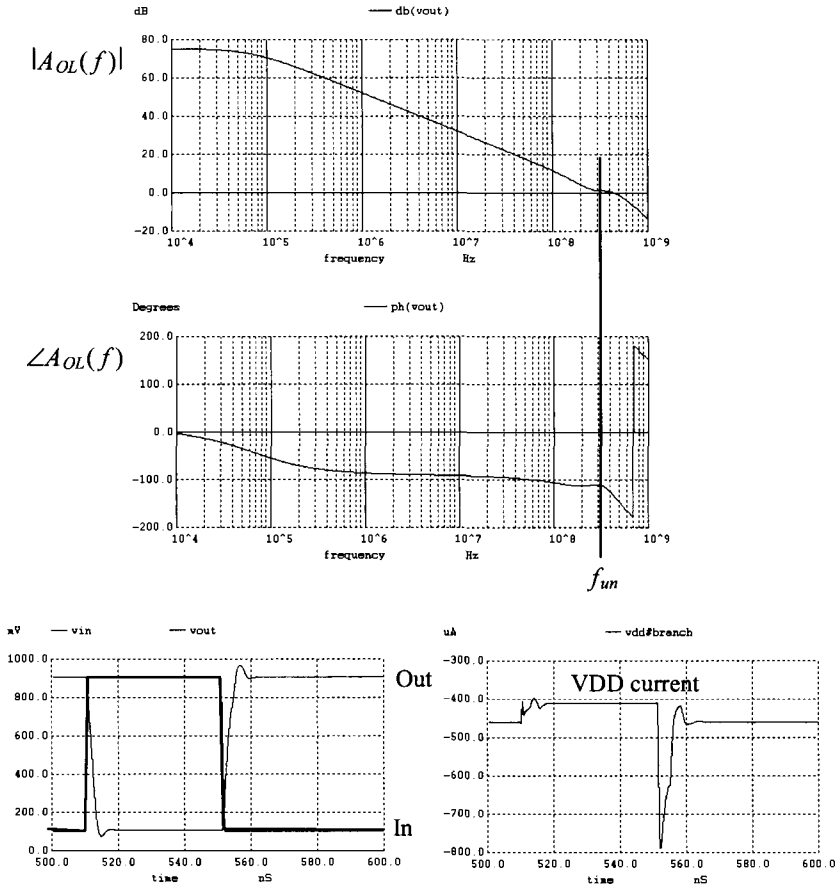 dB — db(vout)
|A_OL(f)|
80.0
60.0
40.0
20.0
0.0
-20.0
10^4 10^5 10^6 10^7 10^8 10^9
frequency Hz
Degrees — ph(vout)
∠A_OL(f)
200.0
100.0
0.0
-100.0
-200.0
10^4 10^5 10^6 10^7 10^8 10^9
frequency Hz
f_un
mV — vin — vout
1000.0
800.0
600.0
400.0
200.0
0.0
Out
In
500.0 520.0 540.0 560.0 580.0 600.0
time nS
uA — vdd#branch
-300.0
VDD current
-400.0
-500.0
-600.0
-700.0
-800.0
500.0 520.0 540.0 560.0 580.0 600.0
time nS